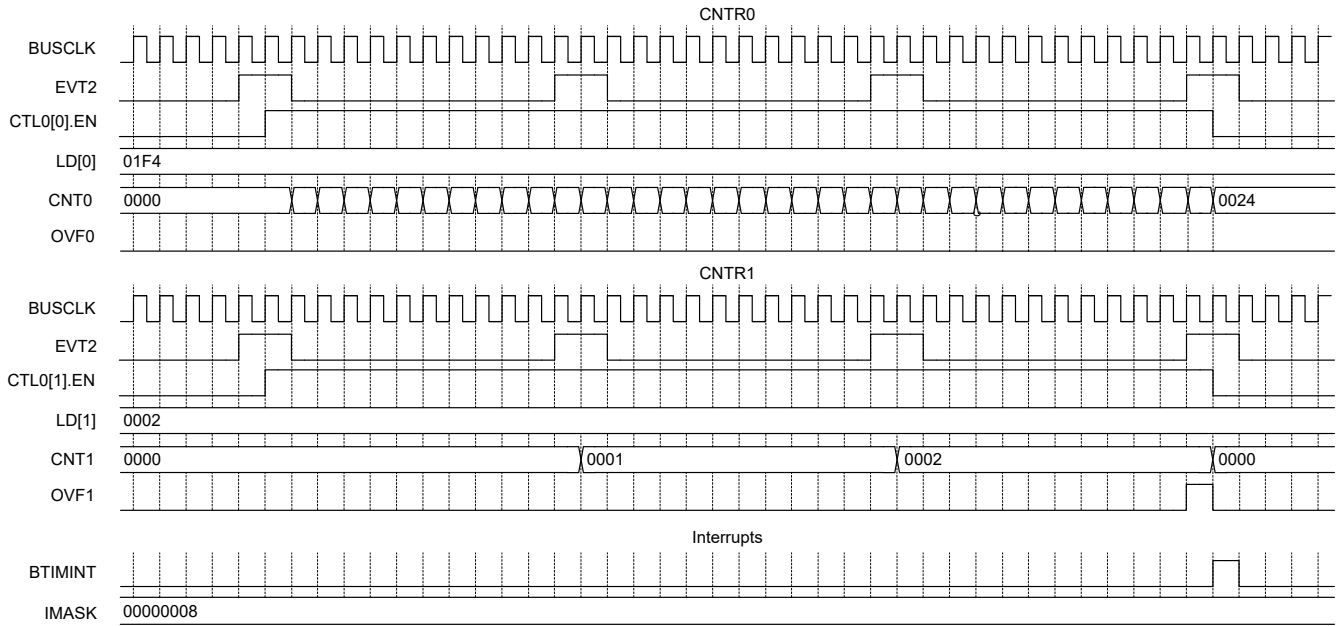 CNTR0
BUSCLK
EVT2
CTL0[0].EN
LD[0] 01F4
CNT0 0000 0024
OVF0
CNTR1
BUSCLK
EVT2
CTL0[1].EN
LD[1] 0002
CNT1 0000 0001 0002 0000
OVF1
Interrupts
BTIMINT
IMASK 00000008